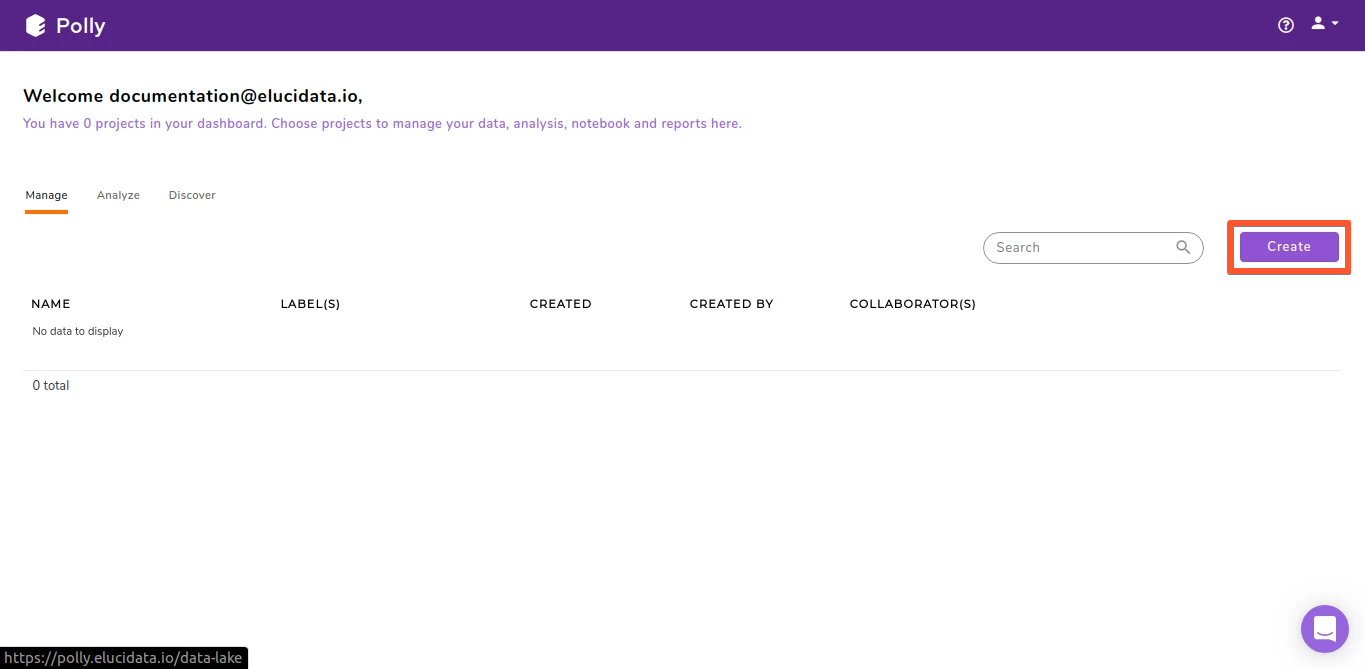 Polly
Welcome documentation@elucidata.io,
You have 0 projects in your dashboard. Choose projects to manage your data, analysis, notebook and reports here.
Manage Analyze Discover
Search Create
NAME LABEL(S) CREATED CREATED BY COLLABORATOR(S)
No data to display
0 total
https://polly.elucidata.io/data-lake